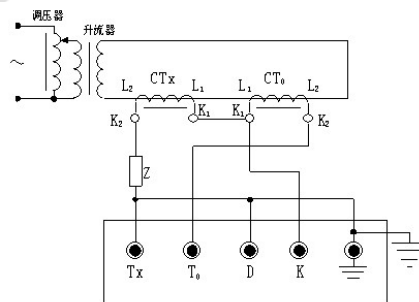 调压器
升流器
~
L₂ CTx L₁ L₁ CT₀ L₂
K₂ K₁ K₁ K₂
Z
Tx T₀ D K